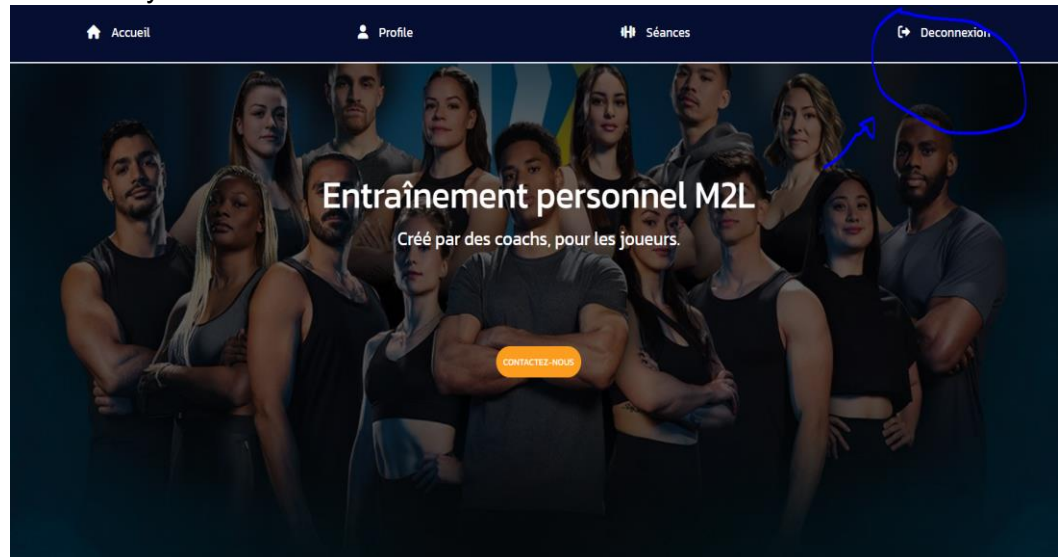 Accueil
Profile
Séances
Deconnexion
Entraînement personnel M2L
Créé par des coachs, pour les joueurs.
CONTACTEZ-NOUS